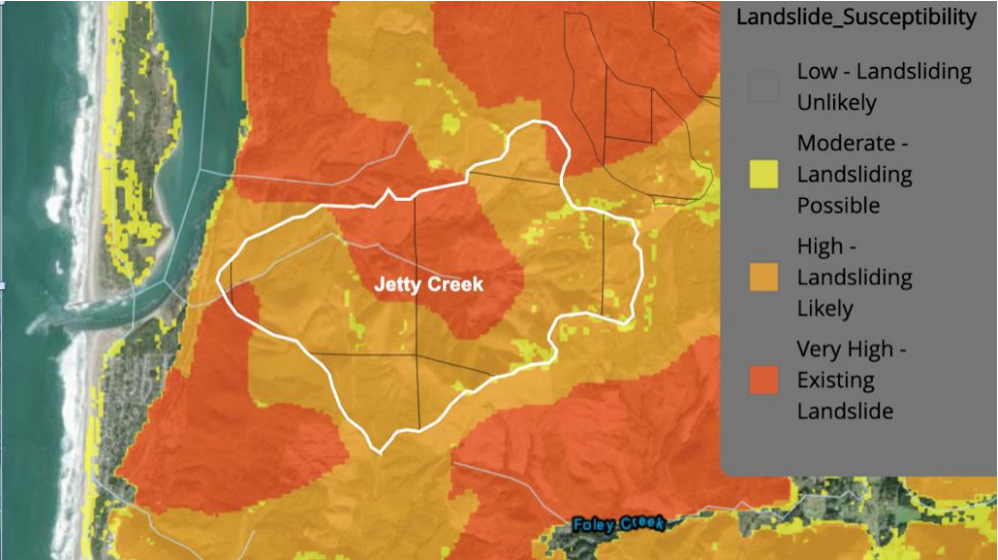 Landslide_Susceptibility
Low - Landsliding
Unlikely
Moderate -
Landsliding
Possible
High -
Landsliding
Likely
Very High -
Existing
Landslide
Jetty Creek
Foley Creek